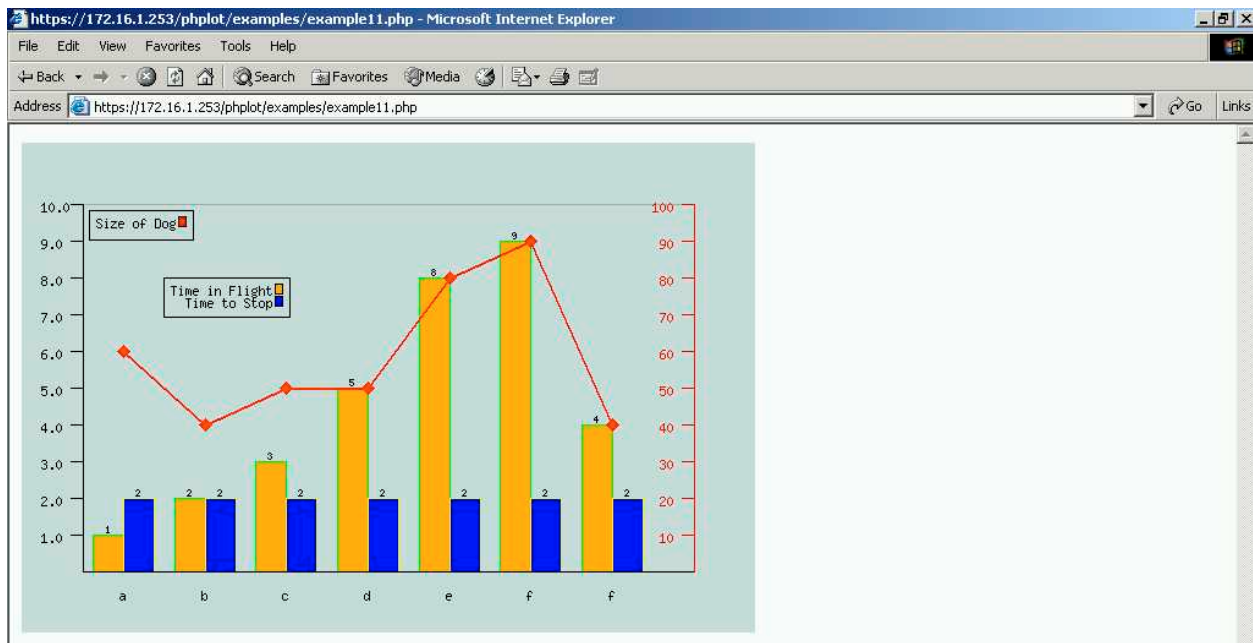 https://172.16.1.253/phplot/examples/example11.php - Microsoft Internet Explorer
File Edit View Favorites Tools Help
Back Search Favorites Media
Address https://172.16.1.253/phplot/examples/example11.php Go Links
10.0 100
Size of Dog
9.0 9 90
8.0 8 80
Time in Flight
Time to Stop
7.0 70
6.0 60
5.0 5 50
4.0 4 40
3.0 3 30
2.0 2 2 2 2 2 2 2 2 20
1.0 1 10
a b c d e f f